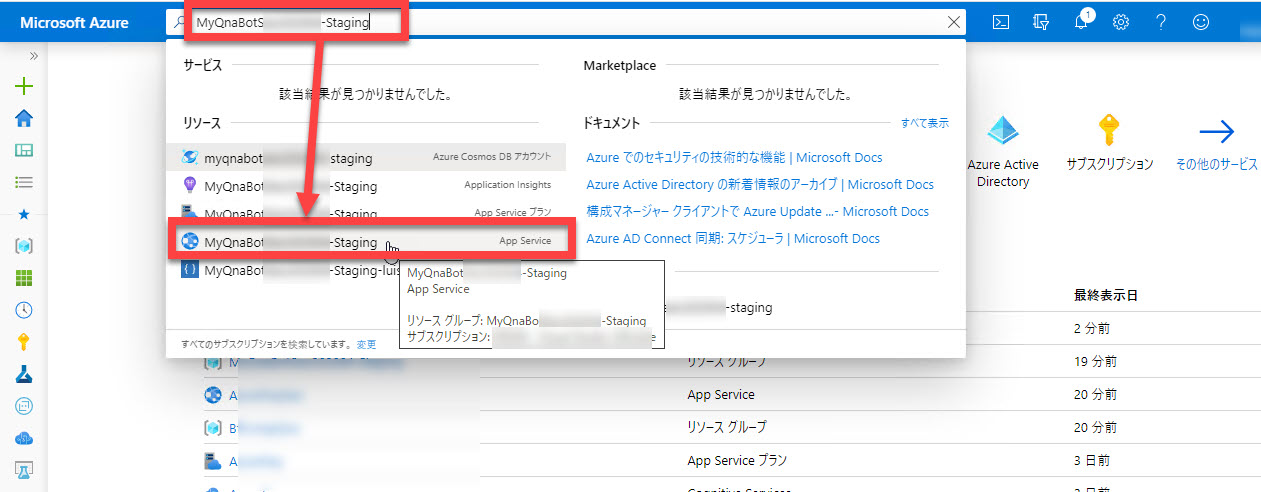 Microsoft Azure
MyQnaBotS -Staging
1
サービス
該当結果が見つかりませんでした。
Marketplace
該当結果が見つかりませんでした。
リソース
myqnabot staging Azure Cosmos DB アカウント
MyQnaBot -Staging Application Insights
MyQnaBot -Staging App Service プラン
MyQnaBot -Staging App Service
MyQnaBot -Staging-luis
ドキュメント すべて表示
Azure でのセキュリティの技術的な機能 | Microsoft Docs
Azure Active Directory の新着情報のアーカイブ | Microsoft Docs
構成マネージャー クライアントで Azure Update ...- Microsoft Docs
Azure AD Connect 同期: スケジューラ | Microsoft Docs
MyQnaBot -Staging
App Service
リソース グループ: MyQnaBo -Staging
サブスクリプション:
-staging
すべてのサブスクリプションを検索しています。 変更
Azure Active
Directory
サブスクリプション
その他のサービス
最終表示日
2 分前
リソース グループ 19 分前
App Service 20 分前
リソース グループ 20 分前
App Service プラン 3 日前
Cognitive Services 3 日前